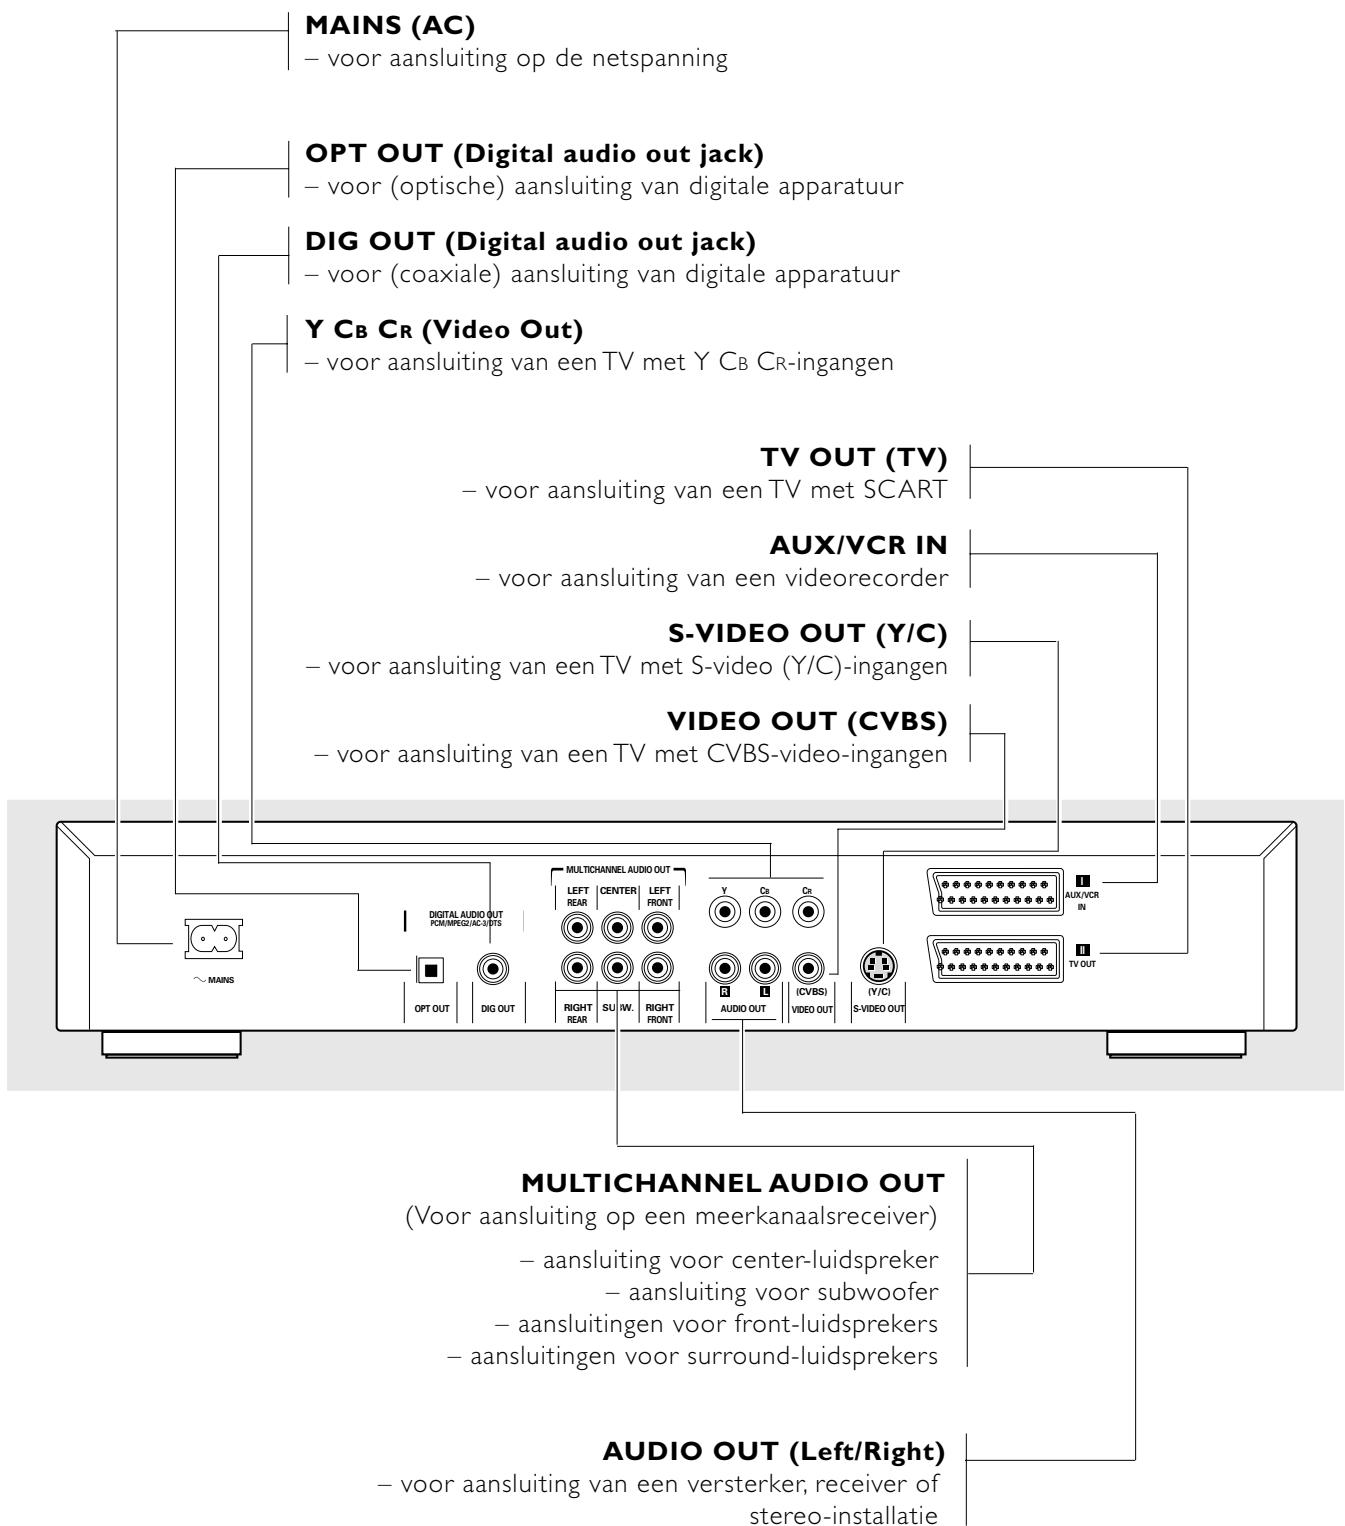 MAINS (AC)
– voor aansluiting op de netspanning
OPT OUT (Digital audio out jack)
– voor (optische) aansluiting van digitale apparatuur
DIG OUT (Digital audio out jack)
– voor (coaxiale) aansluiting van digitale apparatuur
Y CB CR (Video Out)
– voor aansluiting van een TV met Y CB CR-ingangen
TV OUT (TV)
– voor aansluiting van een TV met SCART
AUX/VCR IN
– voor aansluiting van een videorecorder
S-VIDEO OUT (Y/C)
– voor aansluiting van een TV met S-video (Y/C)-ingangen
VIDEO OUT (CVBS)
– voor aansluiting van een TV met CVBS-video-ingangen
MULTICHANNEL AUDIO OUT
LEFT CENTER LEFT
REAR FRONT
Y CB CR
I
AUX/VCR
IN
DIGITAL AUDIO OUT
PCM/MPEG2/AC-3/DTS
II
TV OUT
~ MAINS
R L (CVBS) (Y/C)
OPT OUT DIG OUT
RIGHT SUBW. RIGHT
REAR FRONT
AUDIO OUT VIDEO OUT S-VIDEO OUT
MULTICHANNEL AUDIO OUT
(Voor aansluiting op een meerkanaalsreceiver)
– aansluiting voor center-luidspreker
– aansluiting voor subwoofer
– aansluitingen voor front-luidsprekers
– aansluitingen voor surround-luidsprekers
AUDIO OUT (Left/Right)
– voor aansluiting van een versterker, receiver of
stereo-installatie